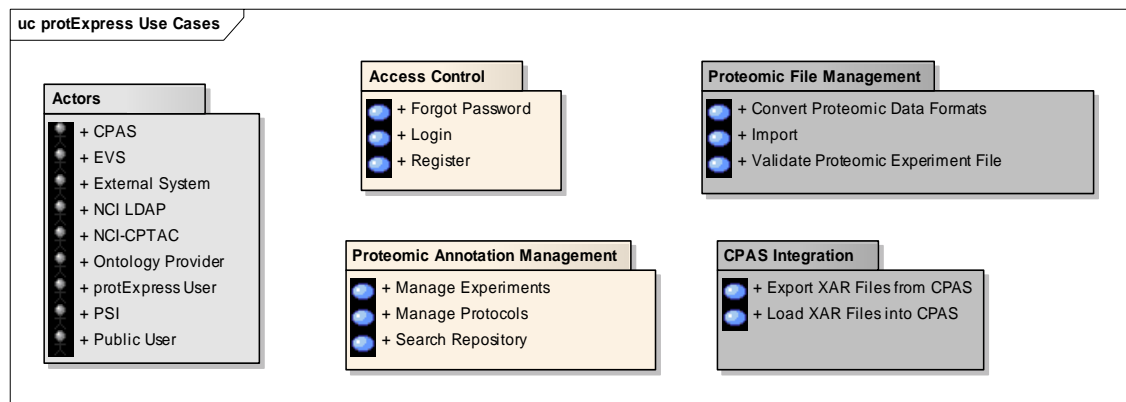 uc protExpress Use Cases
Actors
+ CPAS
+ EVS
+ External System
+ NCI LDAP
+ NCI-CPTAC
+ Ontology Provider
+ protExpress User
+ PSI
+ Public User
Access Control
+ Forgot Password
+ Login
+ Register
Proteomic File Management
+ Convert Proteomic Data Formats
+ Import
+ Validate Proteomic Experiment File
Proteomic Annotation Management
+ Manage Experiments
+ Manage Protocols
+ Search Repository
CPAS Integration
+ Export XAR Files from CPAS
+ Load XAR Files into CPAS